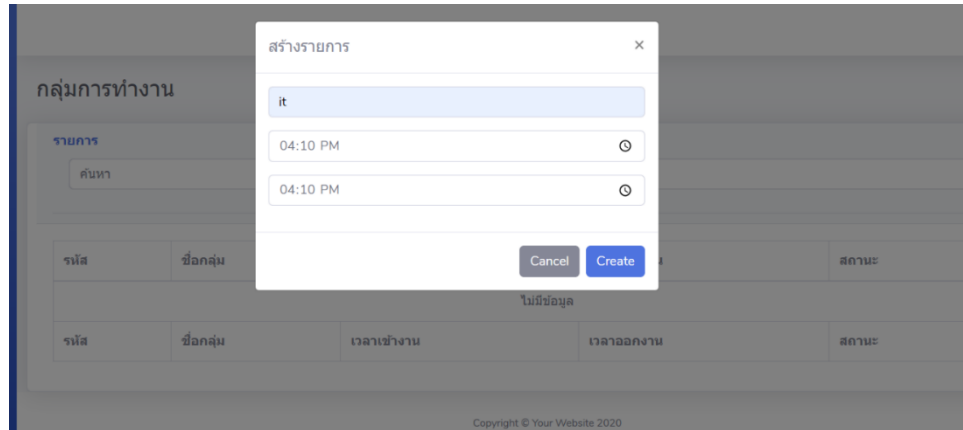 สร้างรายการ ×
กลุ่มการทำงาน
it
รายการ
04:10 PM
ค้นหา
04:10 PM
Cancel Create
รหัส ชื่อกลุ่ม สถานะ
ไม่มีข้อมูล
รหัส ชื่อกลุ่ม เวลาเข้างาน เวลาออกงาน สถานะ
Copyright © Your Website 2020